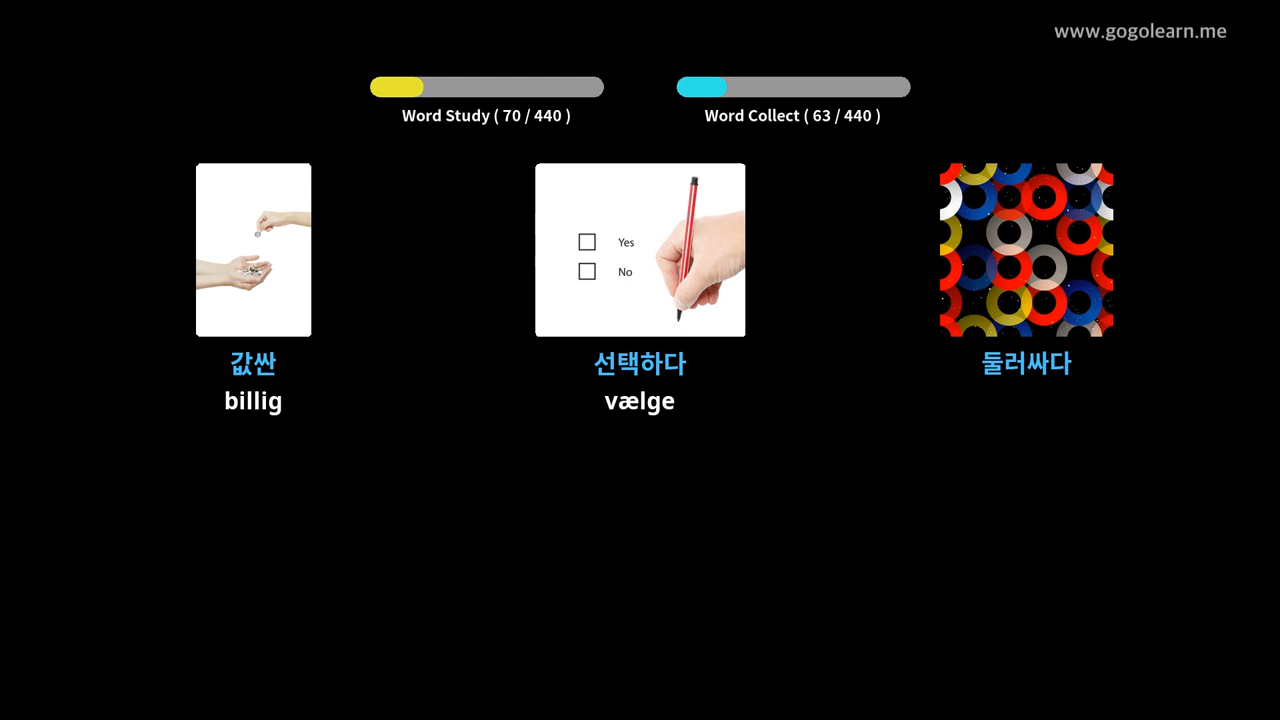 www.gogolearn.me
Word Study ( 70 / 440 )
Word Collect ( 63 / 440 )
Yes
No
값싼
선택하다
둘러싸다
billig
vælge